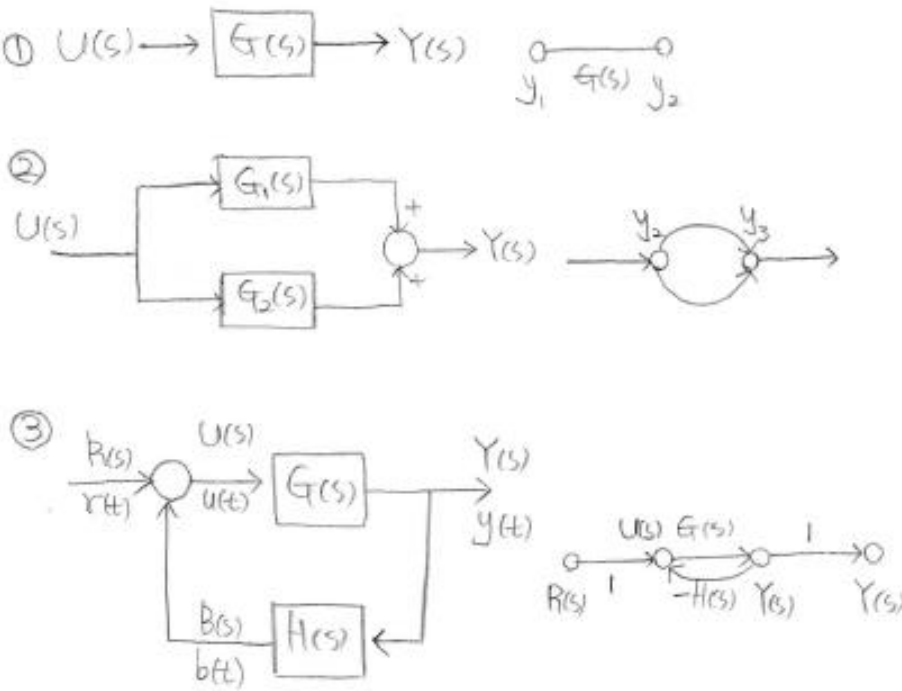 ① U(s) G(s) Y(s)
y₁ G(s) y₂
②
U(s) G₁(s) + Y(s)
G₂(s) +
y₂ y₃
③
R(s) U(s) Y(s)
r(t) u(t) G(s) y(t)
B(s) H(s)
b(t)
U(s) G(s) 1
R(s) 1 -H(s) Y(s) Y(s)